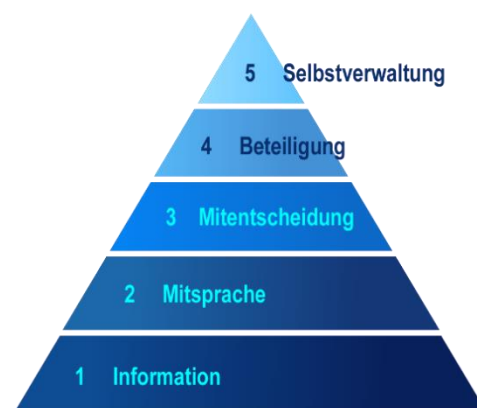 5 Selbstverwaltung
4 Beteiligung
3 Mitentscheidung
2 Mitsprache
1 Information